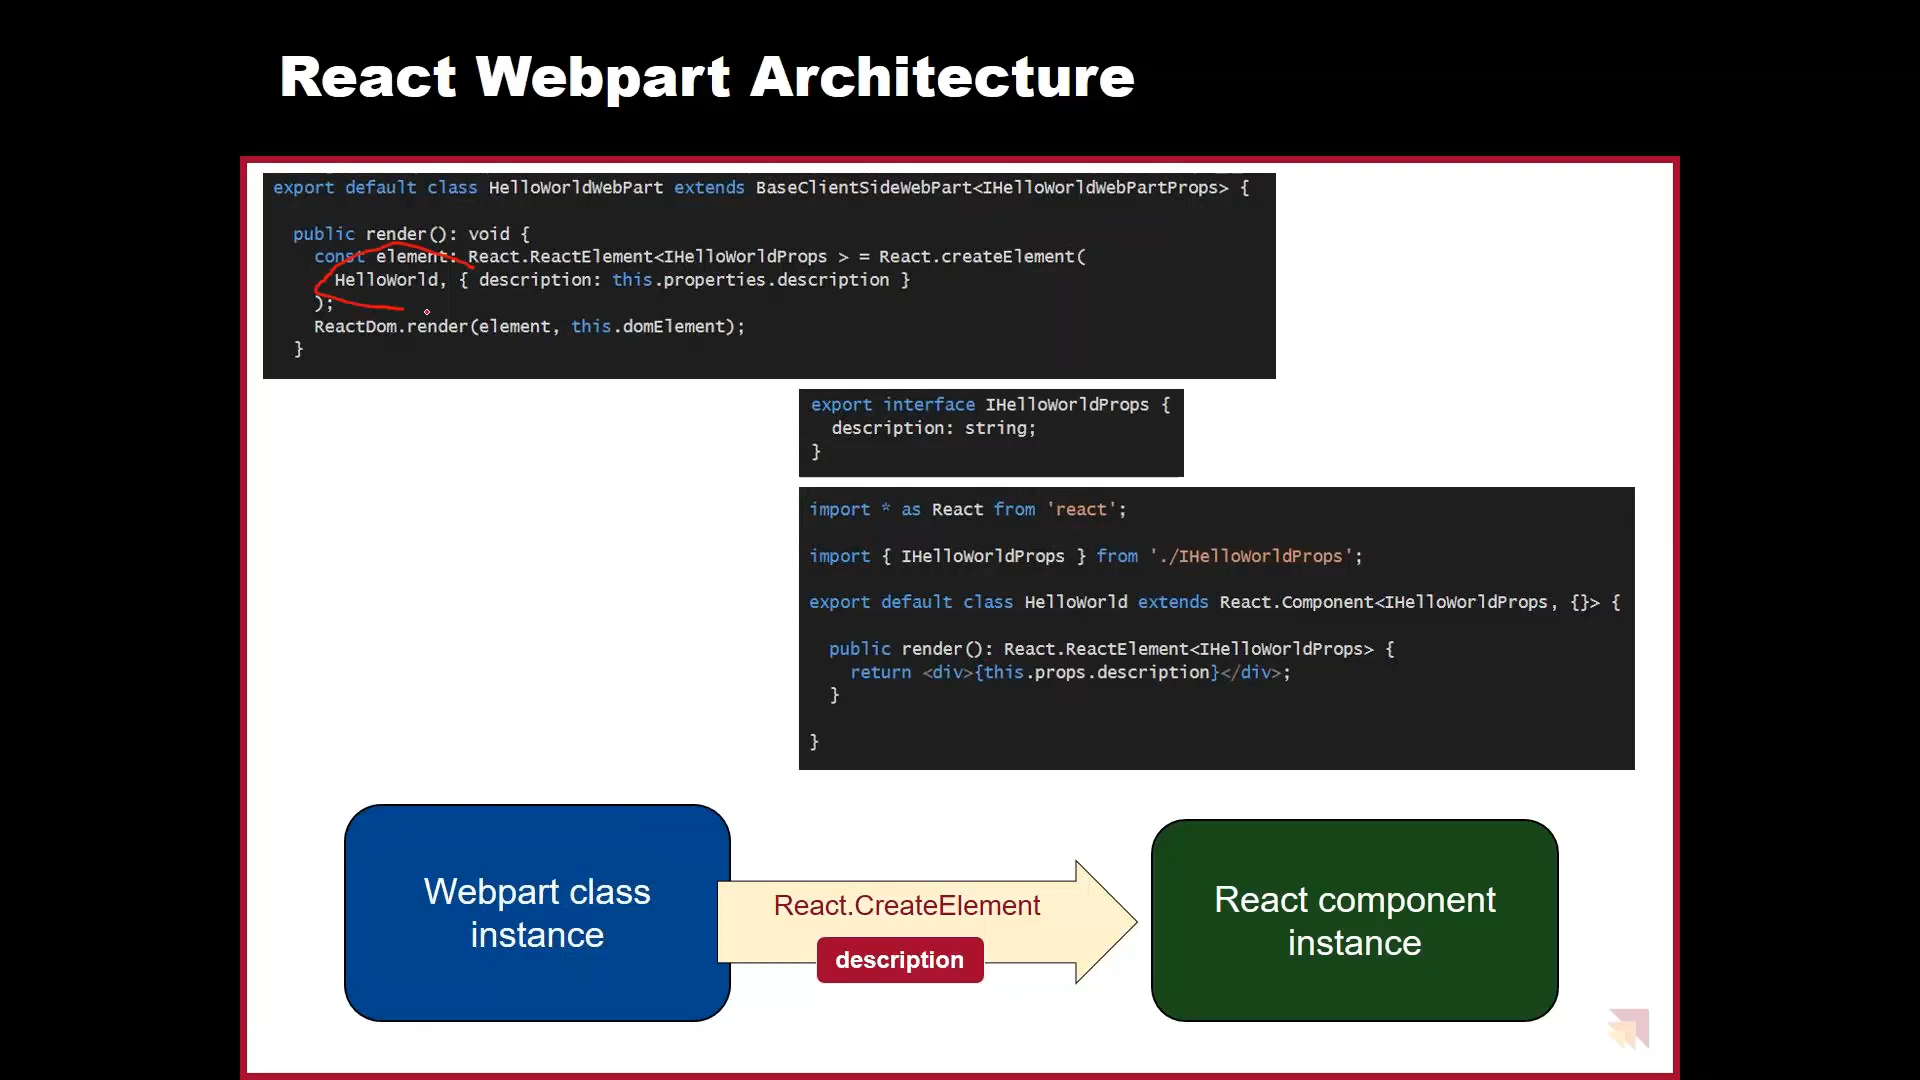 React Webpart Architecture
export default class HelloWorldWebPart extends BaseClientSideWebPart<IHelloWorldWebPartProps> {
public render(): void {
const element: React.ReactElement<IHelloWorldProps > = React.createElement(
HelloWorld, { description: this.properties.description }
);
ReactDom.render(element, this.domElement);
}
export interface IHelloWorldProps {
description: string;
}
import * as React from 'react';
import { IHelloWorldProps } from './IHelloWorldProps';
export default class HelloWorld extends React.Component<IHelloWorldProps, {}> {
public render(): React.ReactElement<IHelloWorldProps> {
return <div>{this.props.description}</div>;
}
}
Webpart class
instance
React.CreateElement
description
React component
instance